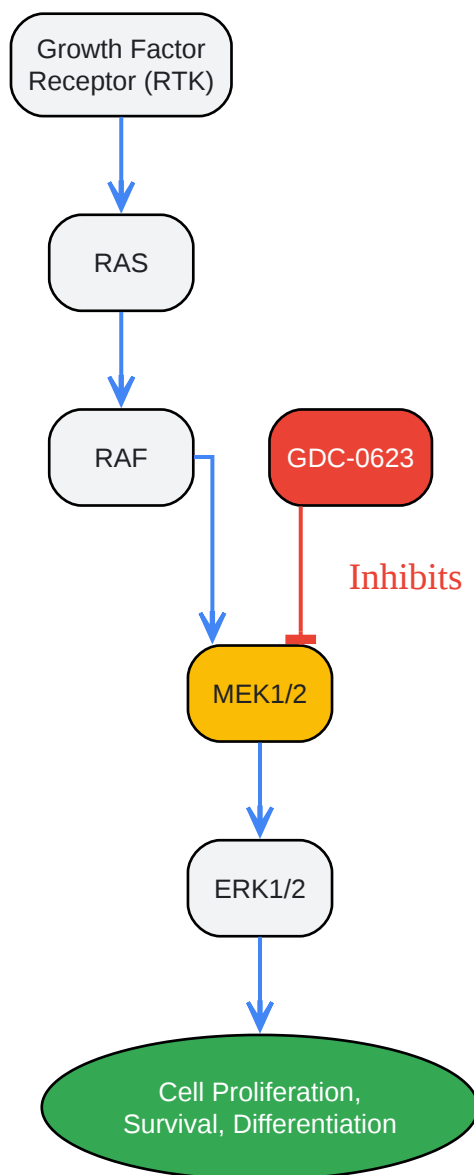 Growth Factor
Receptor (RTK)
RAS
RAF
GDC-0623
Inhibits
MEK1/2
ERK1/2
Cell Proliferation,
Survival, Differentiation